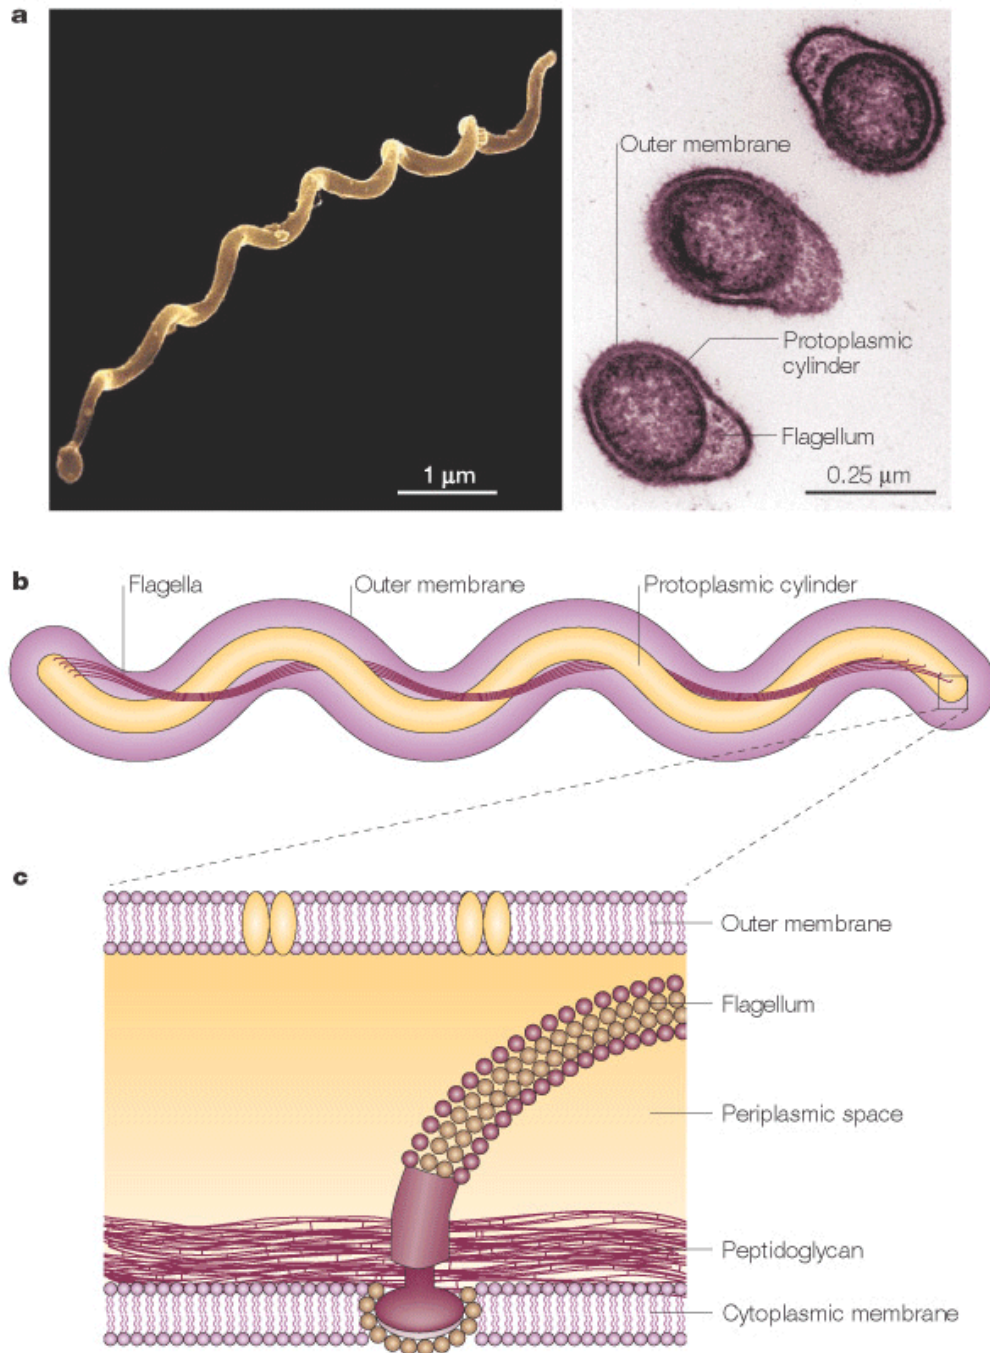 a
Outer membrane
Protoplasmic
cylinder
Flagellum
1 µm
0.25 µm
b
Flagella
Outer membrane
Protoplasmic cylinder
c
Outer membrane
Flagellum
Periplasmic space
Peptidoglycan
Cytoplasmic membrane